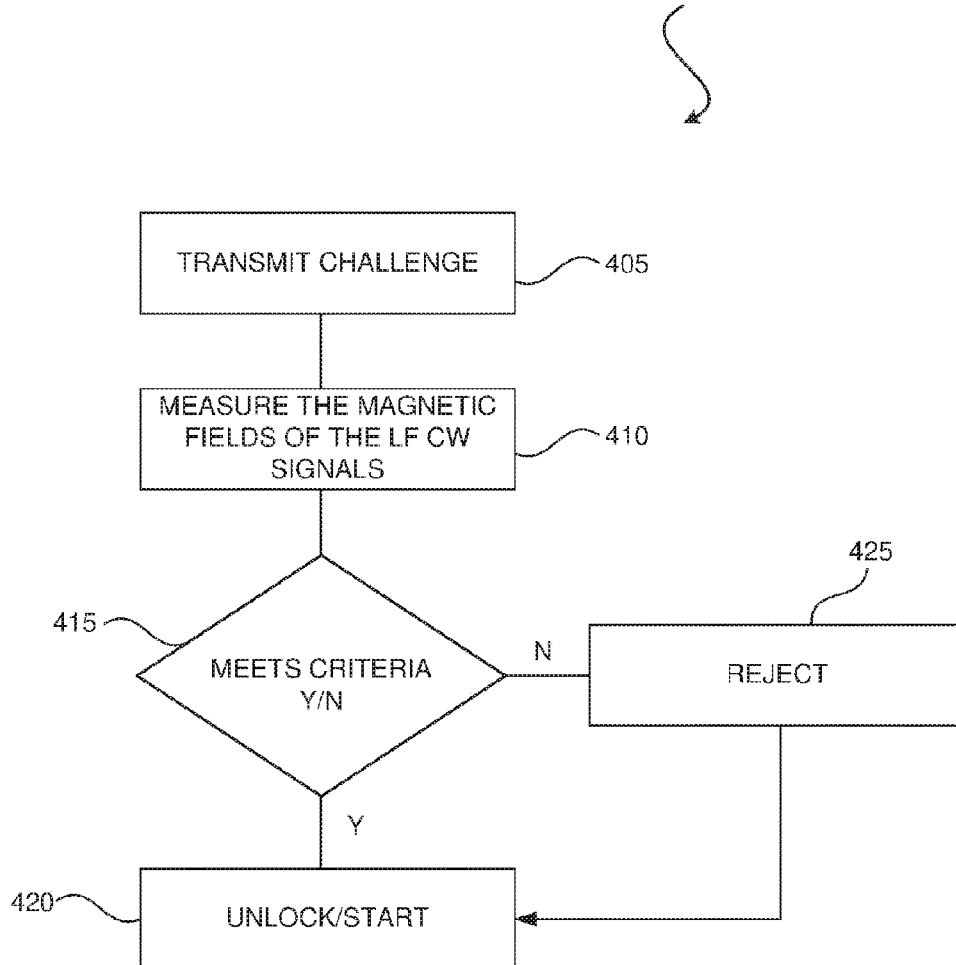 TRANSMIT CHALLENGE
405
MEASURE THE MAGNETIC
FIELDS OF THE LF CW
SIGNALS
410
425
415
MEETS CRITERIA
Y/N
N
REJECT
Y
420
UNLOCK/START